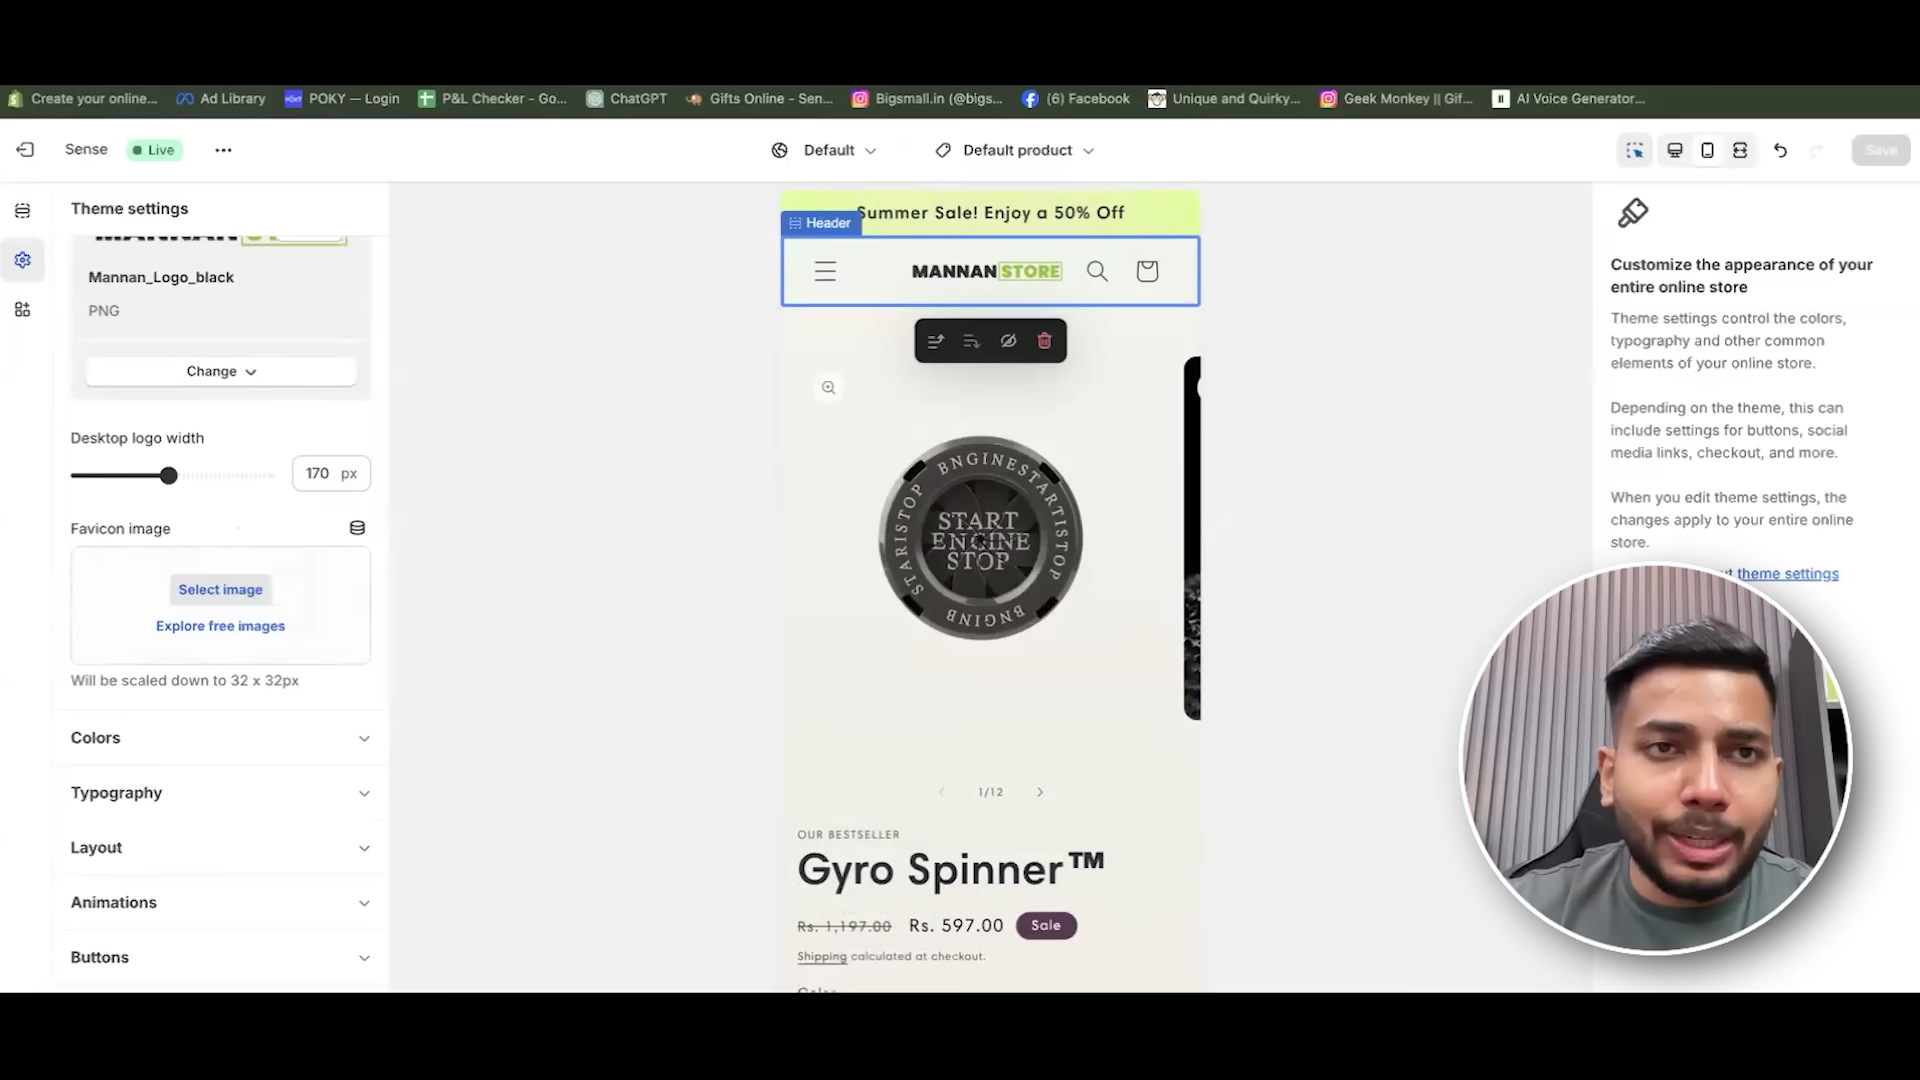 Create your online...
Ad Library
POKY — Login
P&L Checker - Go...
ChatGPT
Gifts Online - Sen...
Bigsmall.in (@bigs...
(6) Facebook
Unique and Quirky...
Geek Monkey || Gif...
AI Voice Generator...
Sense
Live
Default
Default product
Save
Theme settings
Mannan_Logo_black
PNG
Change
Desktop logo width
170 px
Favicon image
Select image
Explore free images
Will be scaled down to 32 x 32px
Colors
Typography
Layout
Animations
Buttons
Summer Sale! Enjoy a 50% Off
Header
MANNAN STORE
BNGINESTARTISTOP
STARISTOP
START
ENGINE
STOP
BNGINB
1/12
OUR BESTSELLER
Gyro Spinner™
Rs. 1,197.00 Rs. 597.00 Sale
Shipping calculated at checkout.
Customize the appearance of your
entire online store
Theme settings control the colors,
typography and other common
elements of your online store.
Depending on the theme, this can
include settings for buttons, social
media links, checkout, and more.
When you edit theme settings, the
changes apply to your entire online
store.
theme settings